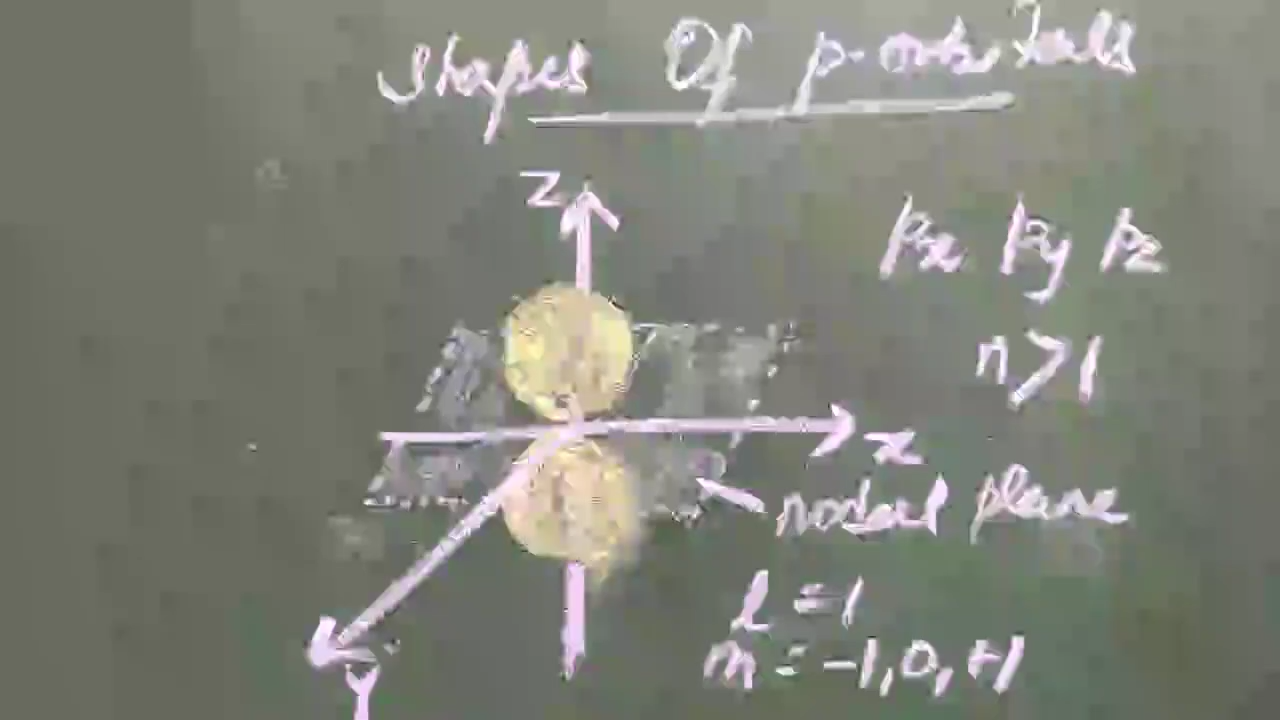 Shapes Of p-orbitals
Z
Px Py Pz
n>1
x
nodal plane
l=1
m=-1,0,+1
Y